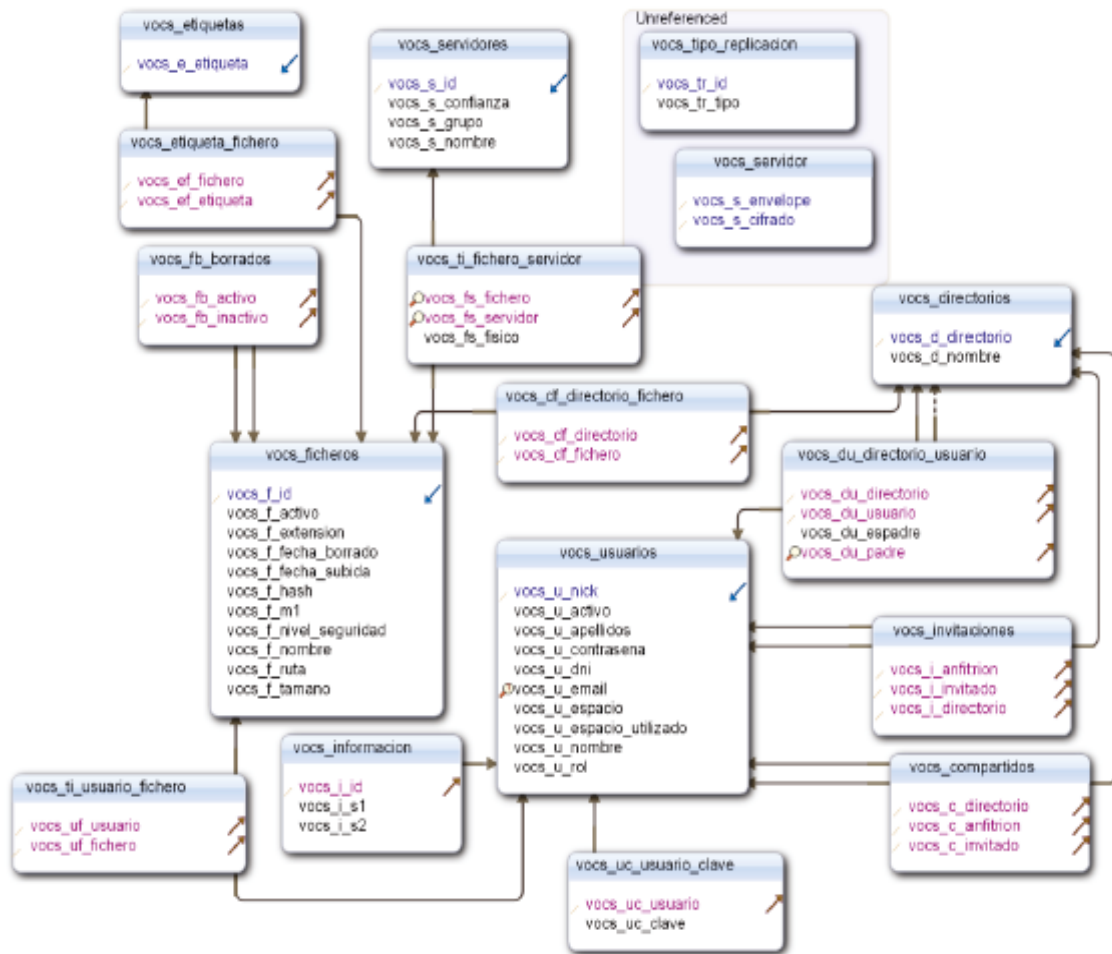 vocs_etiquetas
vocs_e_etiqueta
vocs_servidores
vocs_s_id
vocs_s_confianza
vocs_s_grupo
vocs_s_nombre
Unreferenced
vocs_tipo_replicacion
vocs_tr_id
vocs_tr_tipo
vocs_servidor
vocs_s_envelope
vocs_s_cifrado
vocs_etiqueta_fichero
vocs_ef_fichero
vocs_ef_etiqueta
vocs_fb_borrados
vocs_fb_activo
vocs_fb_inactivo
vocs_ti_fichero_servidor
vocs_fs_fichero
vocs_fs_servidor
vocs_fs_fisico
vocs_directorios
vocs_d_directorio
vocs_d_nombre
vocs_df_directorio_fichero
vocs_df_directorio
vocs_df_fichero
vocs_ficheros
vocs_f_id
vocs_f_activo
vocs_f_extension
vocs_f_fecha_borrado
vocs_f_fecha_subida
vocs_f_hash
vocs_f_m1
vocs_f_nivel_seguridad
vocs_f_nombre
vocs_f_ruta
vocs_f_tamano
vocs_du_directorio_usuario
vocs_du_directorio
vocs_du_usuario
vocs_du_espadre
vocs_du_padre
vocs_usuarios
vocs_u_nick
vocs_u_activo
vocs_u_apellidos
vocs_u_contrasena
vocs_u_dni
vocs_u_email
vocs_u_espacio
vocs_u_espacio_utilizado
vocs_u_nombre
vocs_u_rol
vocs_invitaciones
vocs_i_anfitrion
vocs_i_invitado
vocs_i_directorio
vocs_informacion
vocs_i_id
vocs_i_s1
vocs_i_s2
vocs_ti_usuario_fichero
vocs_uf_usuario
vocs_uf_fichero
vocs_compartidos
vocs_c_directorio
vocs_c_anfitrion
vocs_c_invitado
vocs_uc_usuario_clave
vocs_uc_usuario
vocs_uc_clave